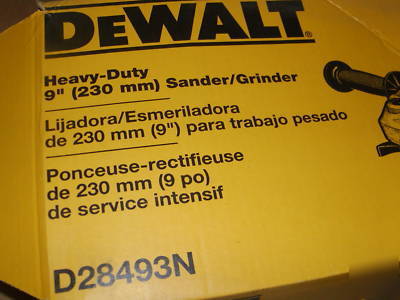 DEWALT®
Heavy-Duty
9" (230 mm) Sander/Grinder
Lijadora/Esmeriladora
de 230 mm (9") para trabajo pesado
Ponceuse-rectifieuse
de 230 mm (9 po)
de service intensif
D28493N